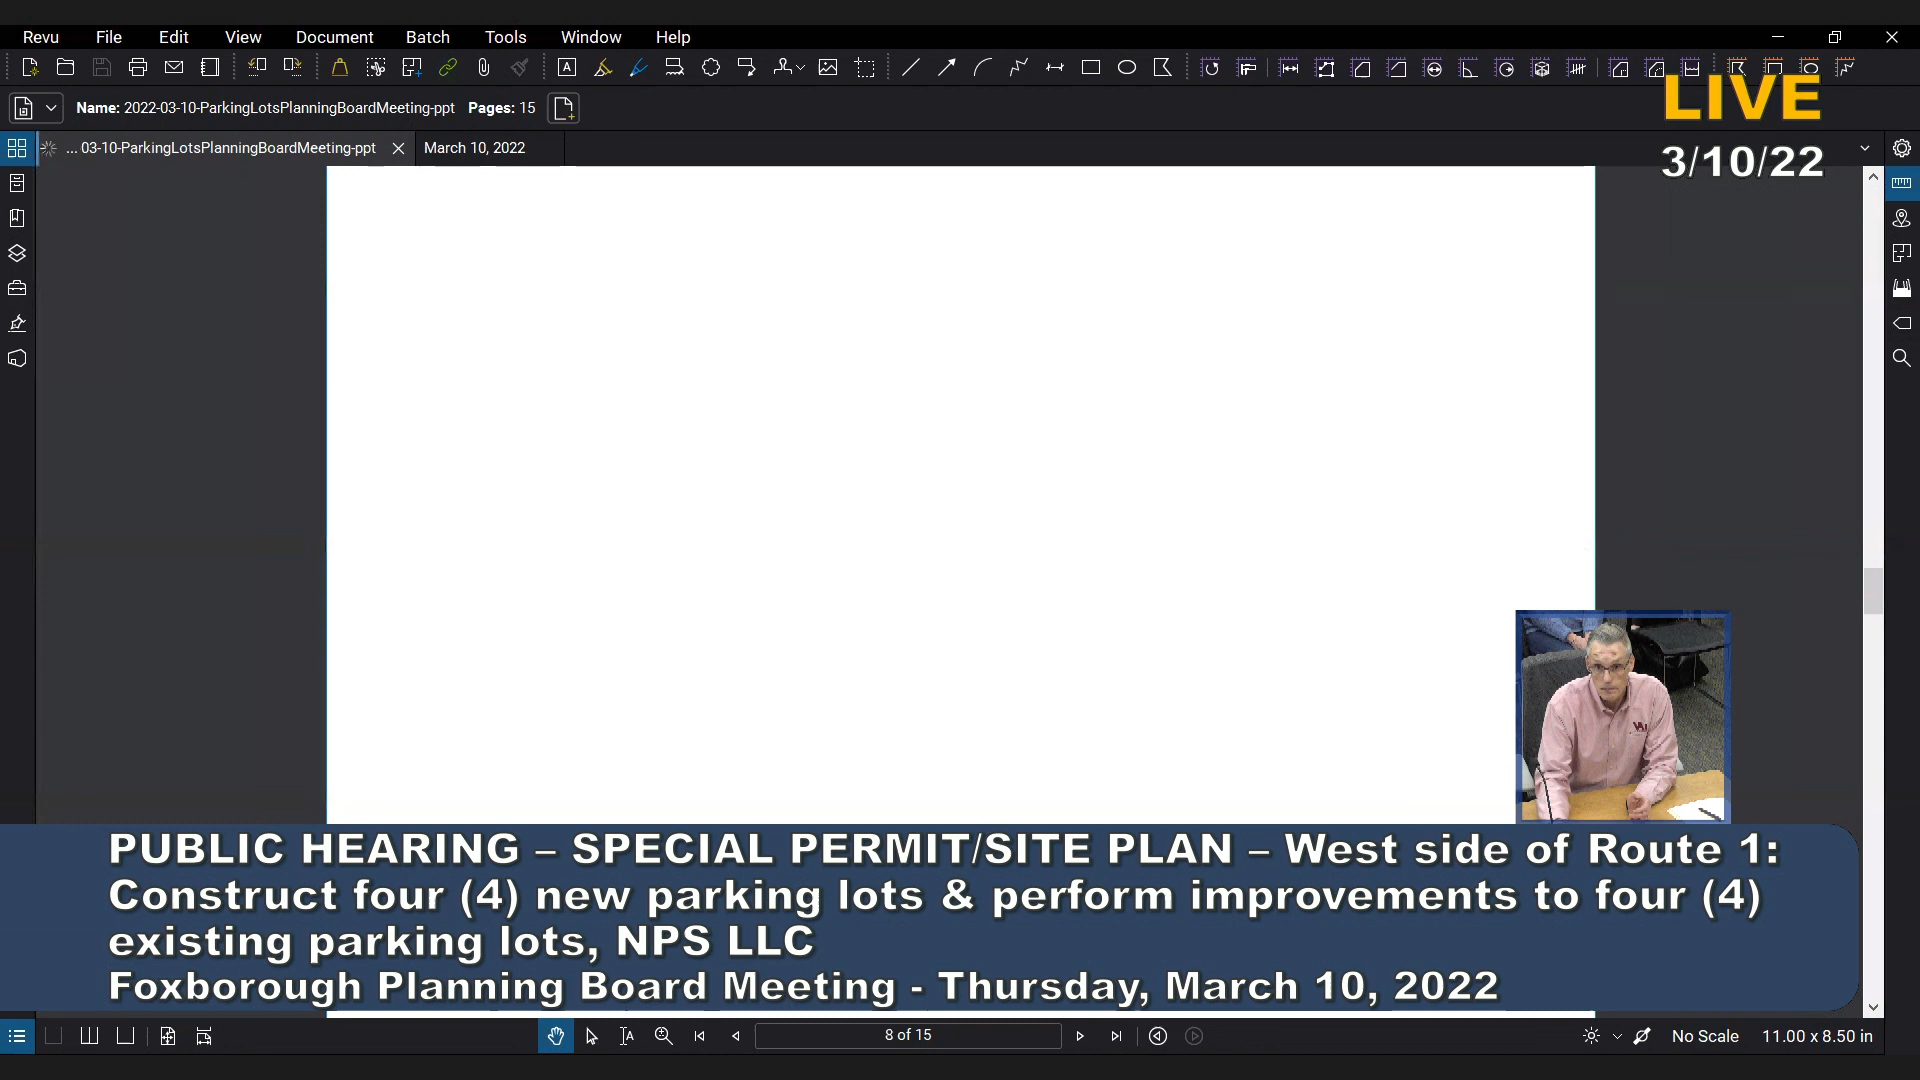 Revu File Edit View Document Batch Tools Window Help
Name: 2022-03-10-ParkingLotsPlanningBoardMeeting-ppt Pages: 15
LIVE
... 03-10-ParkingLotsPlanningBoardMeeting-ppt March 10, 2022
3/10/22
PUBLIC HEARING – SPECIAL PERMIT/SITE PLAN – West side of Route 1:
Construct four (4) new parking lots & perform improvements to four (4)
existing parking lots, NPS LLC
Foxborough Planning Board Meeting - Thursday, March 10, 2022
8 of 15 No Scale 11.00 x 8.50 in